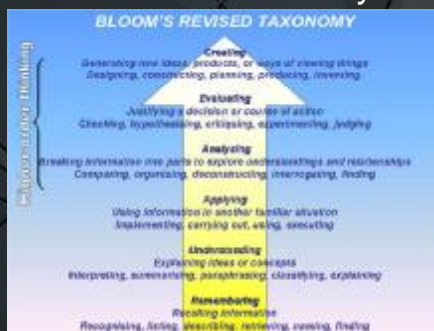 BLOOM'S REVISED TAXONOMY
Creating
Generating new ideas, products, or ways of viewing things
Designing, constructing, planning, producing, inventing
Evaluating
Justifying a decision or course of action
Checking, hypothesising, critiquing, experimenting, judging
Analysing
Breaking information into parts to explore understandings and relationships
Comparing, organising, deconstructing, interrogating, finding
Applying
Using information in another familiar situation
Implementing, carrying out, using, executing
Understanding
Explaining ideas or concepts
Interpreting, summarising, paraphrasing, classifying, explaining
Remembering
Recalling information
Recognising, listing, describing, retrieving, naming, finding
Higher-order thinking